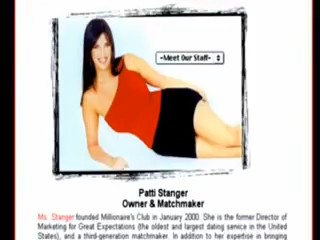 -Meet Our Staff-
Patti Stanger
Owner & Matchmaker
Ms. Stanger founded Millionaire's Club in January 2000. She is the former Director of
Marketing for Great Expectations (the oldest and largest dating service in the United
States), and a third-generation matchmaker. In addition to her expertise in bringing